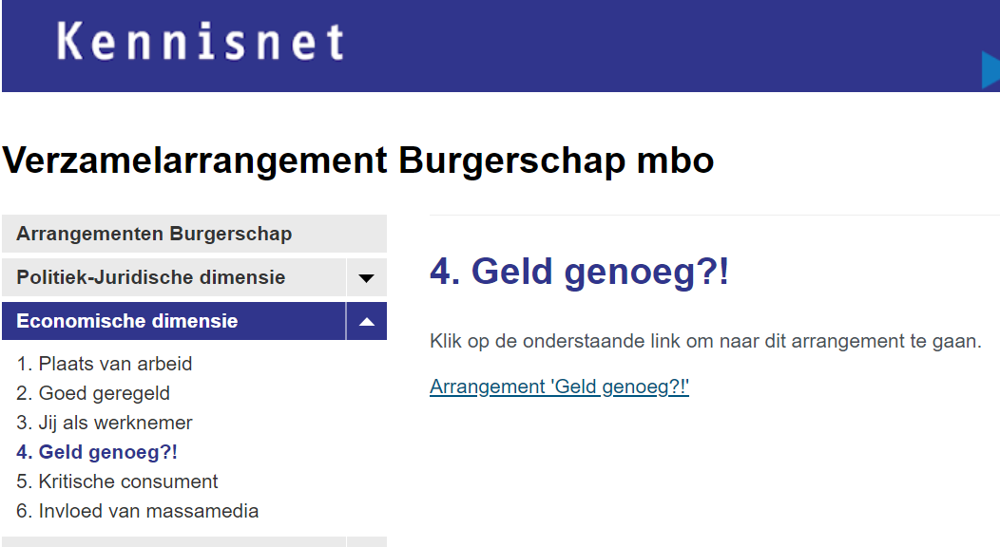 Kennisnet
Verzamelarrangement Burgerschap mbo
Arrangementen Burgerschap
Politiek-Juridische dimensie
Economische dimensie
1. Plaats van arbeid
2. Goed geregeld
3. Jij als werknemer
4. Geld genoeg?!
5. Kritische consument
6. Invloed van massamedia
4. Geld genoeg?!
Klik op de onderstaande link om naar dit arrangement te gaan.
Arrangement 'Geld genoeg?!'